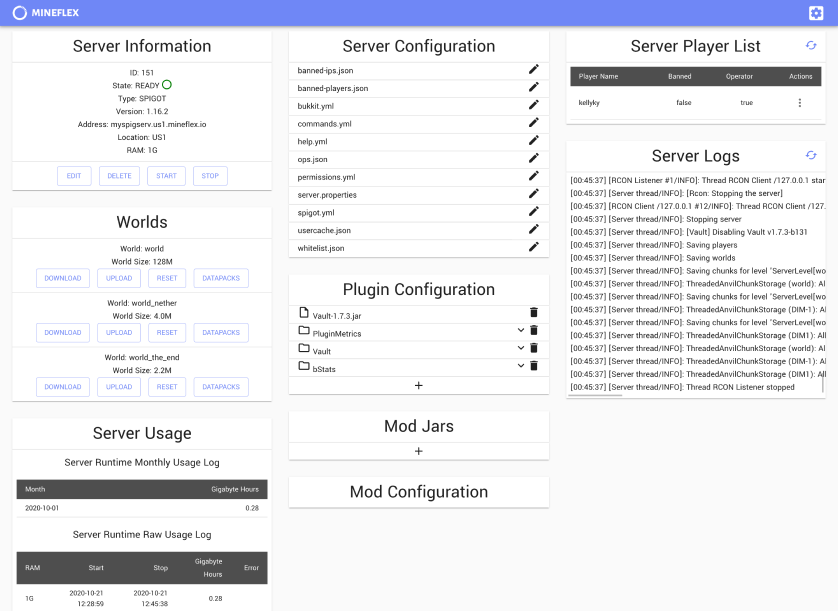 MINEFLEX
Server Information
ID: 151
State: READY
Type: SPIGOT
Version: 1.16.2
Address: myspigserv.us1.mineflex.io
Location: US1
RAM: 1G
EDIT DELETE START STOP
Worlds
World: world
World Size: 128M
DOWNLOAD UPLOAD RESET DATAPACKS
World: world_nether
World Size: 4.0M
DOWNLOAD UPLOAD RESET DATAPACKS
World: world_the_end
World Size: 2.2M
DOWNLOAD UPLOAD RESET DATAPACKS
Server Usage
Server Runtime Monthly Usage Log
Month Gigabyte Hours
2020-10-01 0.28
Server Runtime Raw Usage Log
RAM Start Stop Gigabyte Hours Error
1G 2020-10-21 12:28:59 2020-10-21 12:45:38 0.28
Server Configuration
banned-ips.json
banned-players.json
bukkit.yml
commands.yml
help.yml
ops.json
permissions.yml
server.properties
spigot.yml
usercache.json
whitelist.json
Plugin Configuration
Vault-1.7.3.jar
PluginMetrics
Vault
bStats
+
Mod Jars
+
Mod Configuration
Server Player List
Player Name Banned Operator Actions
kellyky false true
Server Logs
[00:45:37] [RCON Listener #1/INFO]: Thread RCON Client /127.0.0.1 star
[00:45:37] [Server thread/INFO]: [Rcon: Stopping the server]
[00:45:37] [RCON Client /127.0.0.1 #12/INFO]: Thread RCON Client /127.
[00:45:37] [Server thread/INFO]: Stopping server
[00:45:37] [Server thread/INFO]: [Vault] Disabling Vault v1.7.3-b131
[00:45:37] [Server thread/INFO]: Saving players
[00:45:37] [Server thread/INFO]: Saving worlds
[00:45:37] [Server thread/INFO]: Saving chunks for level 'ServerLevel[wo
[00:45:37] [Server thread/INFO]: ThreadedAnvilChunkStorage (world): Al
[00:45:37] [Server thread/INFO]: Saving chunks for level 'ServerLevel[wo
[00:45:37] [Server thread/INFO]: ThreadedAnvilChunkStorage (DIM-1): All
[00:45:37] [Server thread/INFO]: Saving chunks for level 'ServerLevel[wo
[00:45:37] [Server thread/INFO]: ThreadedAnvilChunkStorage (DIM1): All
[00:45:37] [Server thread/INFO]: ThreadedAnvilChunkStorage (world): Al
[00:45:37] [Server thread/INFO]: ThreadedAnvilChunkStorage (DIM-1): All
[00:45:37] [Server thread/INFO]: ThreadedAnvilChunkStorage (DIM1): All
[00:45:37] [Server thread/INFO]: Thread RCON Listener stopped